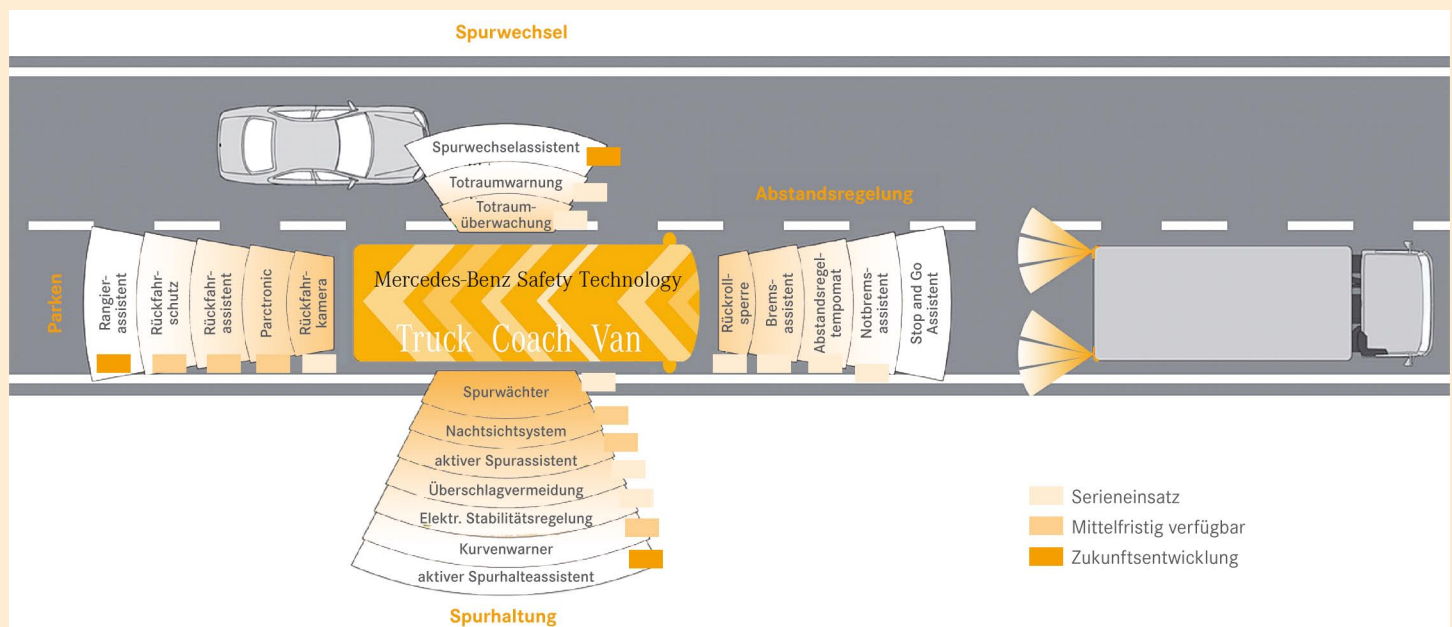 Spurwechsel
Spurwechselassistent
Totraumwarnung
Totraum-
überwachung
Abstandsregelung
Parken
Rangier-
assistent
Rückfahr-
schutz
Rückfahr-
assistent
Parctronic
Rückfahr-
kamera
Mercedes-Benz Safety Technology
Truck Coach Van
Rückroll-
sperre
Brems-
assistent
Abstandsregel-
tempomat
Notbrems-
assistent
Stop and Go
Assistent
Spurwächter
Nachtsichtsystem
aktiver Spurassistent
Überschlagvermeidung
Elektr. Stabilitätsregelung
Kurvenwarner
aktiver Spurhalteassistent
Spurhaltung
Serieneinsatz
Mittelfristig verfügbar
Zukunftsentwicklung